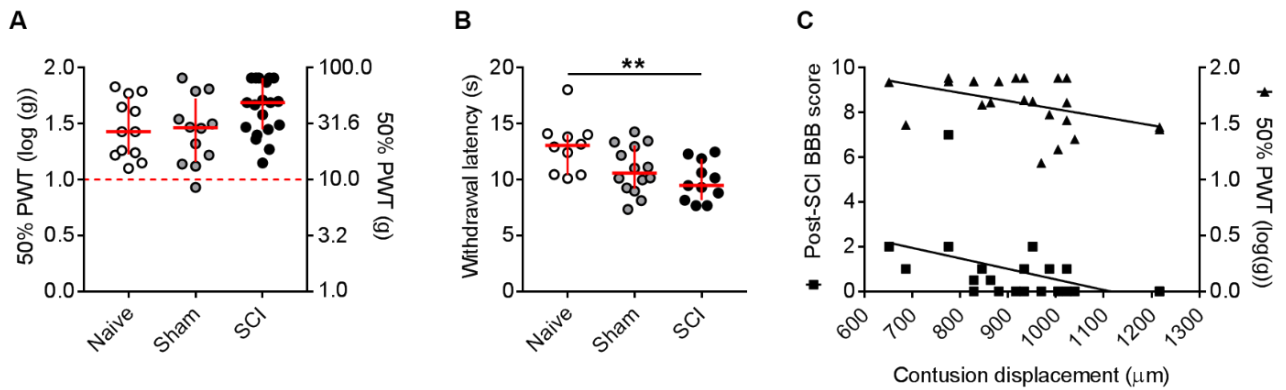 A
50% PWT (log (g))
2.0
1.5
1.0
0.5
0.0
100.0
31.6
10.0
3.2
1.0
50% PWT (g)
Naive
Sham
SCI
B
Withdrawal latency (s)
20
15
10
5
0
**
Naive
Sham
SCI
C
Post-SCI BBB score
10
8
6
4
2
0
2.0
1.5
1.0
0.5
0.0
50% PWT (log(g))
600
700
800
900
1000
1100
1200
1300
Contusion displacement (μm)